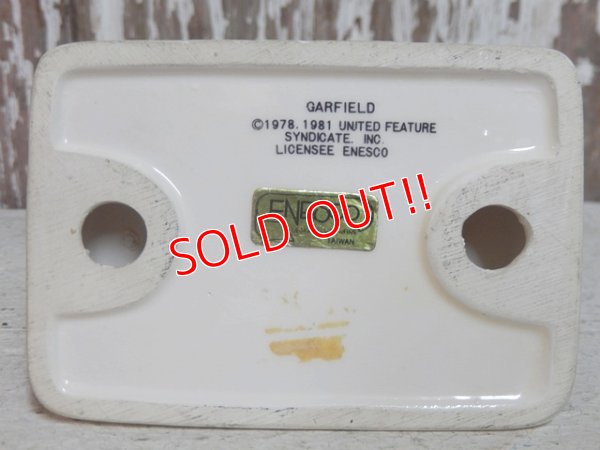 GARFIELD
©1978, 1981 UNITED FEATURE
SYNDICATE, INC.
LICENSEE ENESCO
ENESCO
SOLD OUT!!
TAIWAN